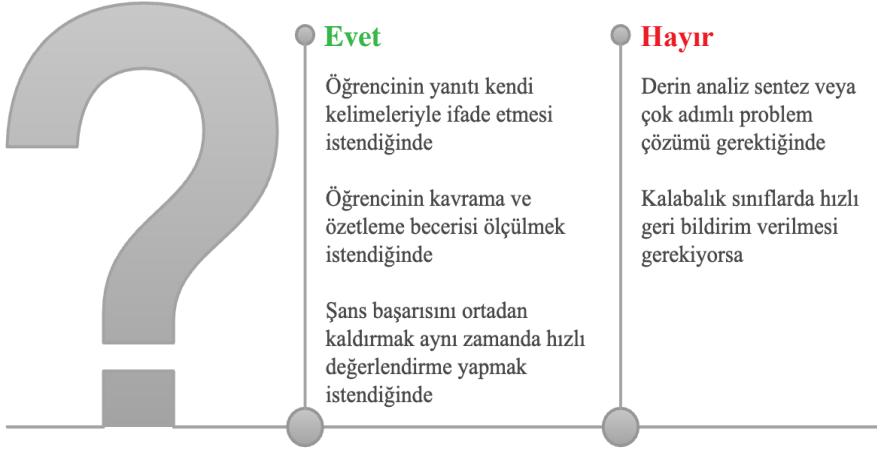 Evet
Öğrencinin yanıtı kendi
kelimeleriyle ifade etmesi
istendiğinde
Öğrencinin kavrama ve
özetleme becerisi ölçülmek
istendiğinde
Şans başarısını ortadan
kaldırmak aynı zamanda hızlı
değerlendirme yapmak
istendiğinde
Hayır
Derin analiz sentez veya
çok adımlı problem
çözümü gerektiğinde
Kalabalık sınıflarda hızlı
geri bildirim verilmesi
gerekiyorsa